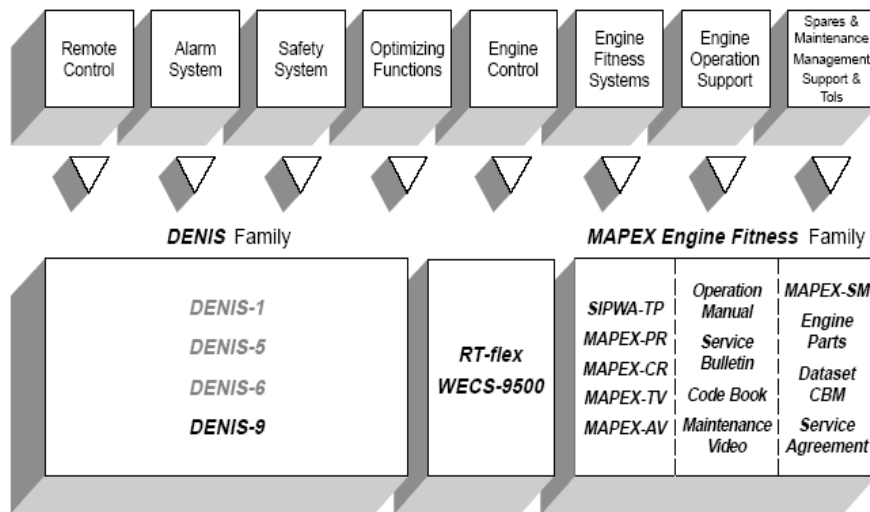 Remote
Control
Alarm
System
Safety
System
Optimizing
Functions
Engine
Control
Engine
Fitness
Systems
Engine
Operation
Support
Spares &
Maintenance
Management
Support &
Tols
DENIS Family
MAPEX Engine Fitness Family
DENIS-1
DENIS-5
DENIS-6
DENIS-9
RT-flex
WECS-9500
SIPWA-TP
MAPEX-PR
MAPEX-CR
MAPEX-TV
MAPEX-AV
Operation
Manual
Service
Bulletin
Code Book
Maintenance
Video
MAPEX-SM
Engine
Parts
Dataset
CBM
Service
Agreement